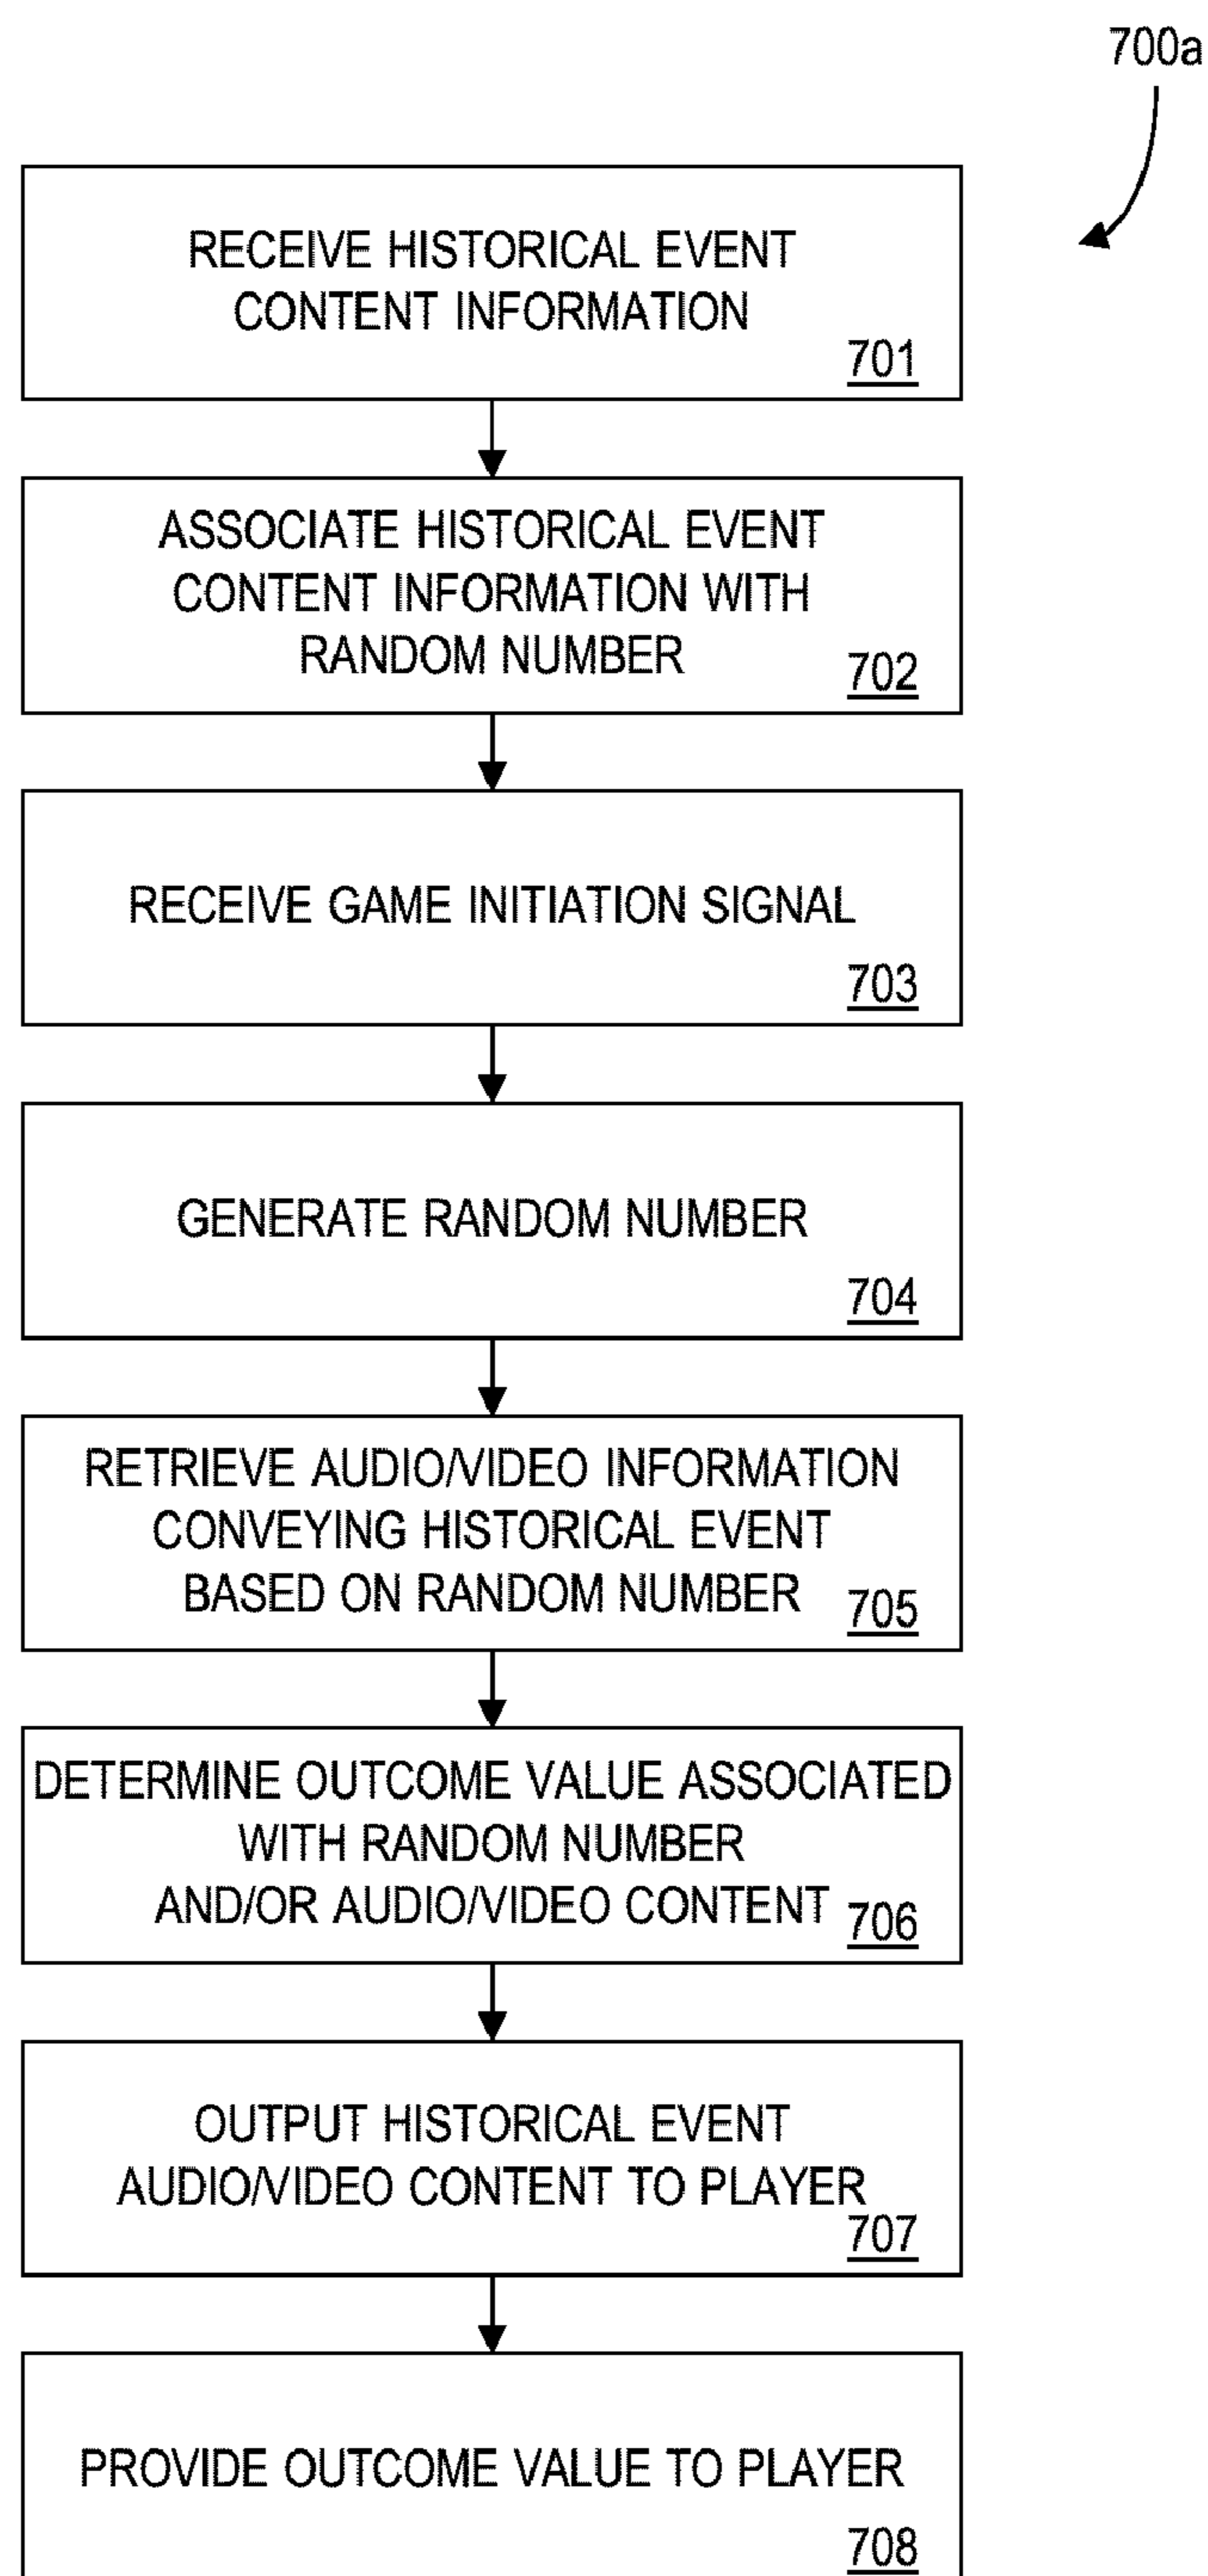 700a
RECEIVE HISTORICAL EVENT
CONTENT INFORMATION
701
ASSOCIATE HISTORICAL EVENT
CONTENT INFORMATION WITH
RANDOM NUMBER
702
RECEIVE GAME INITIATION SIGNAL
703
GENERATE RANDOM NUMBER
704
RETRIEVE AUDIO/VIDEO INFORMATION
CONVEYING HISTORICAL EVENT
BASED ON RANDOM NUMBER
705
DETERMINE OUTCOME VALUE ASSOCIATED
WITH RANDOM NUMBER
AND/OR AUDIO/VIDEO CONTENT
706
OUTPUT HISTORICAL EVENT
AUDIO/VIDEO CONTENT TO PLAYER
707
PROVIDE OUTCOME VALUE TO PLAYER
708